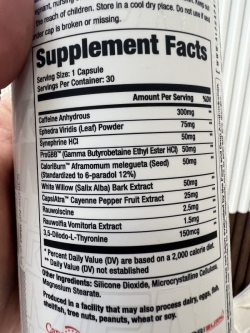 nant, nursing
reach of children. Store in a cool dry place. Do not use if
cap is broken or missing.
Supplement Facts
Serving Size: 1 Capsule
Servings Per Container: 30
Amount Per Serving %DV
Caffeine Anhydrous 300mg
Ephedra Viridis (Leaf) Powder 75mg
Synephrine HCl 50mg
ProGBB™ (Gamma Butyrobetaine Ethyl Ester HCl) 50mg
CaloriBurn™ Aframomum melegueta (Seed) 50mg
(Standardized to 6-paradol 12%)
White Willow (Salix Alba) Bark Extract 50mg
CapsiAtra™ Cayenne Pepper Fruit Extract 25mg
Rauwolscine 2.5mg
Rauwolfia Vomitoria Extract 1.5mg
3,5-Diiodo-L-Thyronine 150mcg
* Percent Daily Value (DV) are based on a 2,000 calorie diet.
** Daily Value (DV) not established
Other Ingredients: Silicone Dioxide, Microcrystalline Cellulose,
Magnesium Stearate.
Produced in a facility that may also process dairy, eggs, fish,
shellfish, tree nuts, peanuts, wheat or soy.